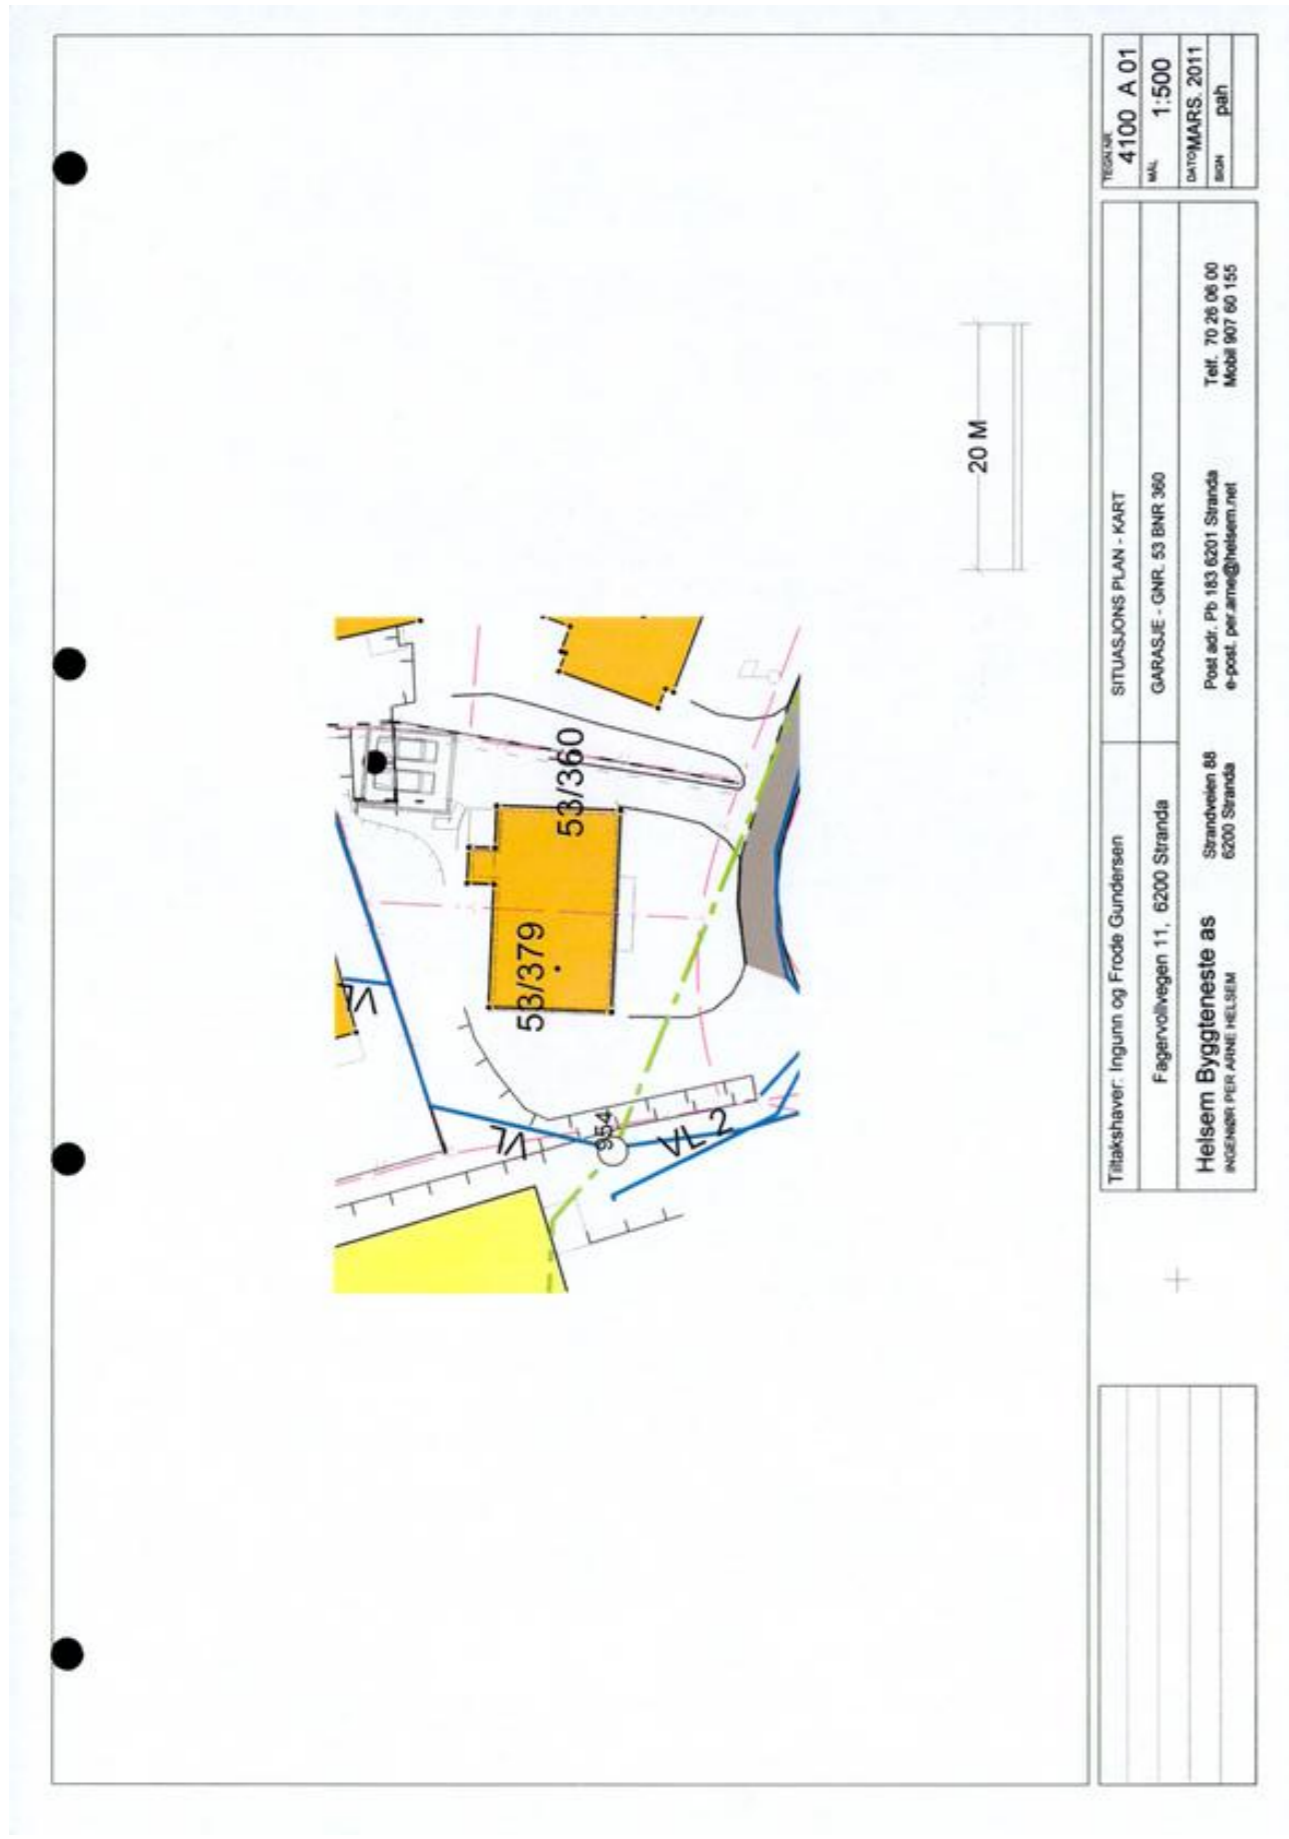 53/360
53/379
VL
VL
954
VL 2
20 M
Tiltakshaver: Ingunn og Frode Gundersen
Fagervollvegen 11, 6200 Stranda
SITUASJONS PLAN - KART
GARASJE - GNR. 53 BNR 360
Helsem Byggteneste as
INGENIØR PER ARNE HELSEM
Strandveien 88
6200 Stranda
Post adr. Pb 183 6201 Stranda
e-post. per.arne@helsem.net
Telf. 70 26 06 00
Mobil 907 60 155
TEGN.NR.
4100 A 01
MÅL 1:500
DATO MARS. 2011
SIGN pah